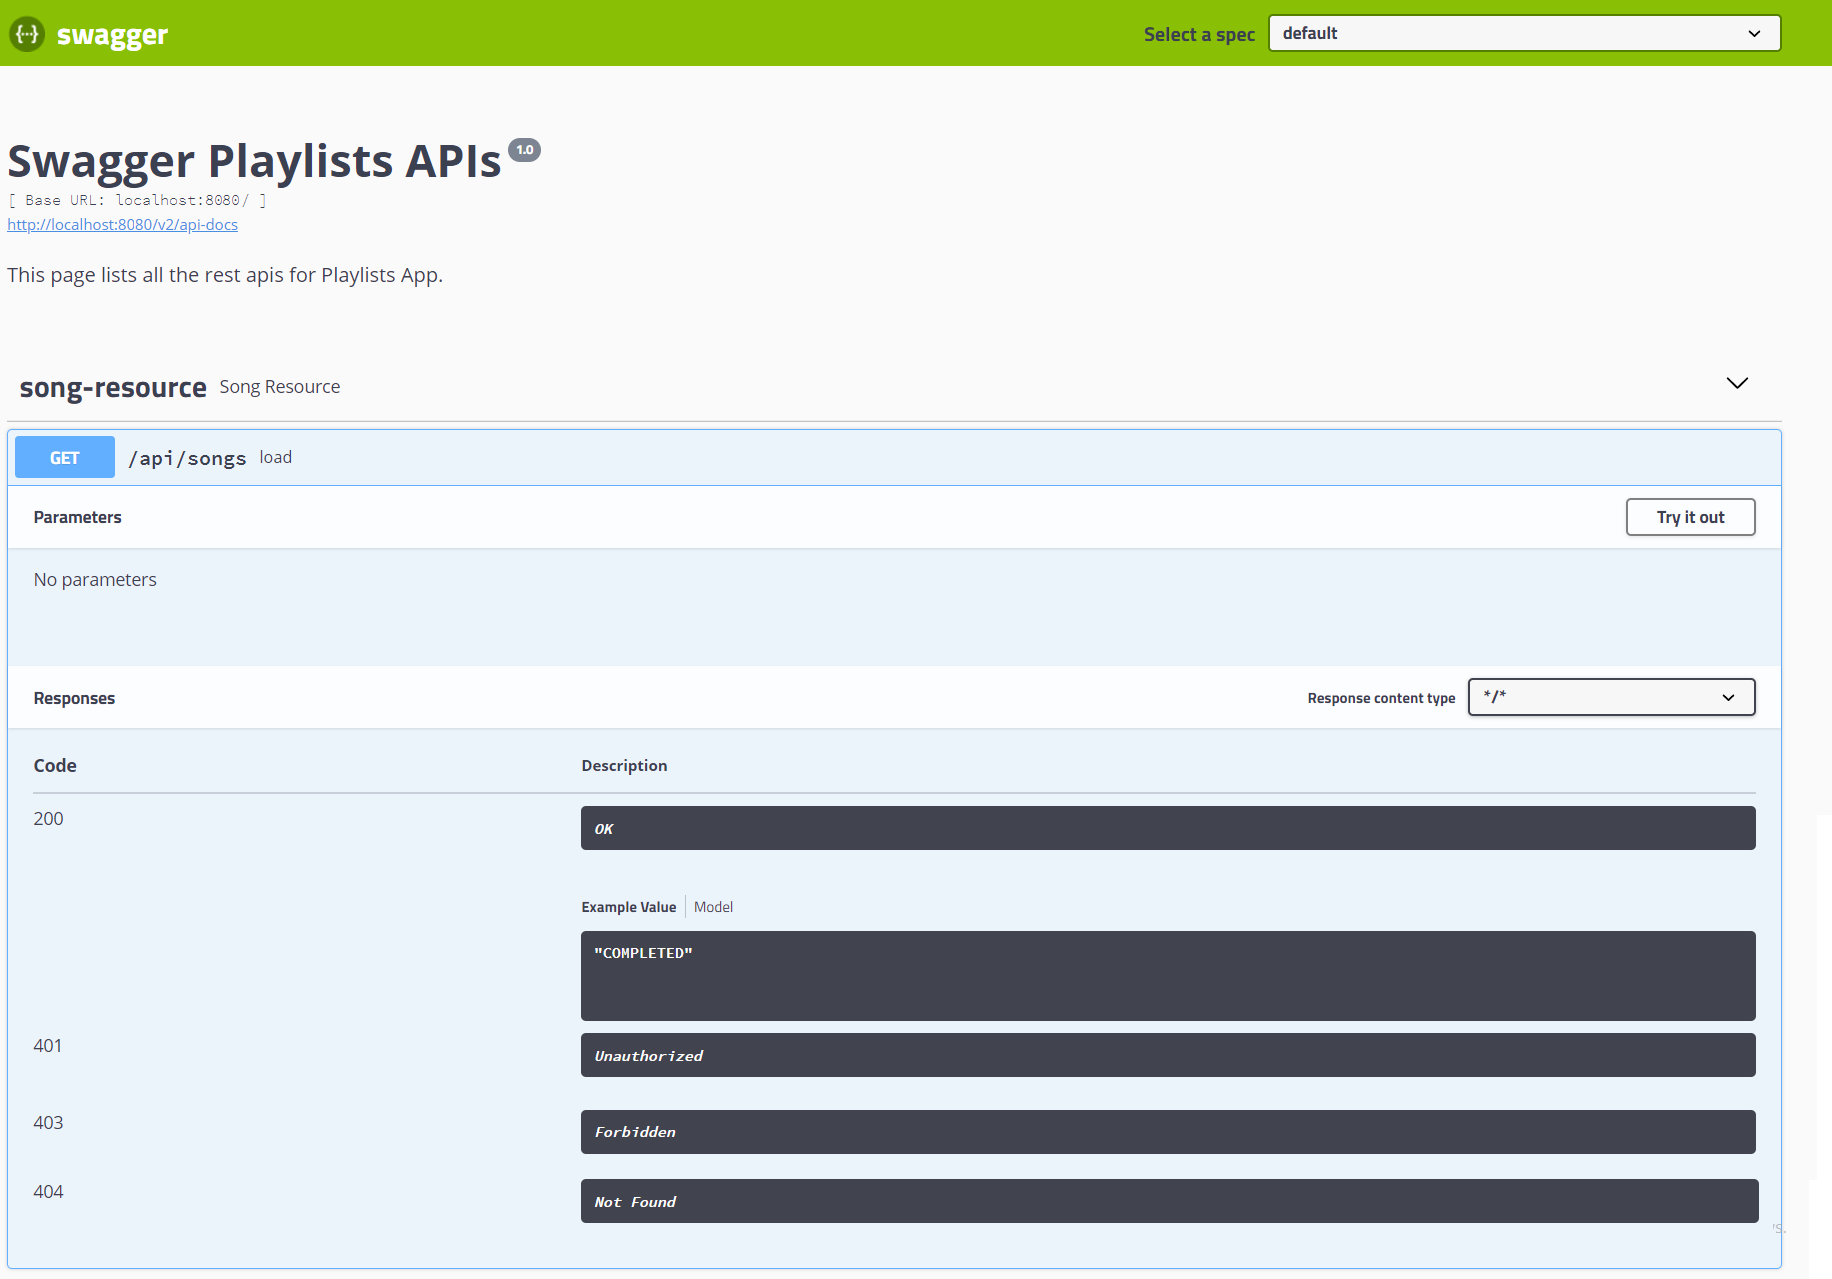 swagger
Select a spec
default
Swagger Playlists APIs 1.0
[ Base URL: localhost:8080/ ]
http://localhost:8080/v2/api-docs
This page lists all the rest apis for Playlists App.
song-resource Song Resource
GET /api/songs load
Parameters
Try it out
No parameters
Responses
Response content type
*/*
Code
Description
200
OK
Example Value
Model
"COMPLETED"
401
Unauthorized
403
Forbidden
404
Not Found